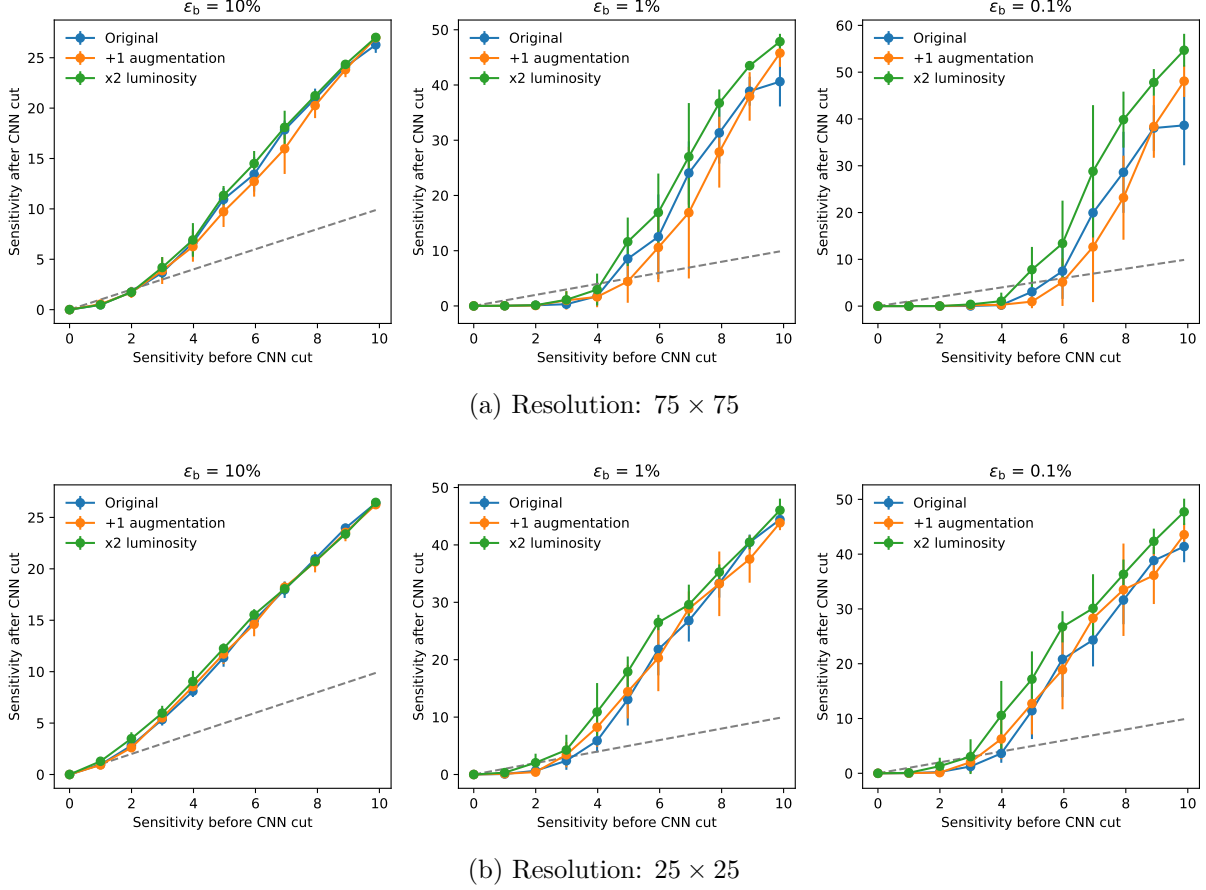 ε_b = 10%
Sensitivity after CNN cut
25
20
15
10
5
0
Original
+1 augmentation
x2 luminosity
0 2 4 6 8 10
Sensitivity before CNN cut
ε_b = 1%
Sensitivity after CNN cut
50
40
30
20
10
0
Original
+1 augmentation
x2 luminosity
0 2 4 6 8 10
Sensitivity before CNN cut
ε_b = 0.1%
Sensitivity after CNN cut
60
50
40
30
20
10
0
Original
+1 augmentation
x2 luminosity
0 2 4 6 8 10
Sensitivity before CNN cut
(a) Resolution: 75 × 75
ε_b = 10%
Sensitivity after CNN cut
25
20
15
10
5
0
Original
+1 augmentation
x2 luminosity
0 2 4 6 8 10
Sensitivity before CNN cut
ε_b = 1%
Sensitivity after CNN cut
50
40
30
20
10
0
Original
+1 augmentation
x2 luminosity
0 2 4 6 8 10
Sensitivity before CNN cut
ε_b = 0.1%
Sensitivity after CNN cut
50
40
30
20
10
0
Original
+1 augmentation
x2 luminosity
0 2 4 6 8 10
Sensitivity before CNN cut
(b) Resolution: 25 × 25